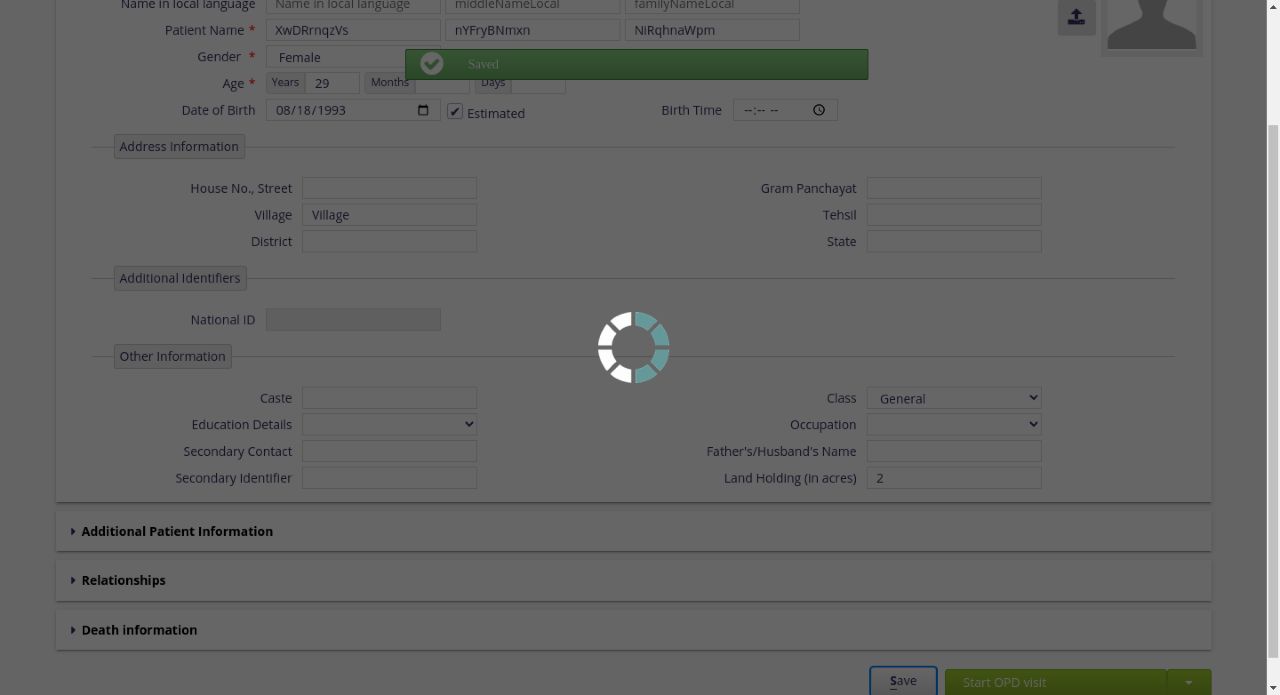 Name in local language Name in local language middleNameLocal familyNameLocal
Patient Name * XwDRrnqzVs nYFryBNmxn NiRqhnaWpm
Gender * Female
Saved
Age * Years 29 Months Days
Date of Birth 08/18/1993 Estimated Birth Time --:-- --
Address Information
House No., Street Gram Panchayat
Village Village Tehsil
District State
Additional Identifiers
National ID
Other Information
Caste Class General
Education Details Occupation
Secondary Contact Father's/Husband's Name
Secondary Identifier Land Holding (in acres) 2
Additional Patient Information
Relationships
Death information
Save Start OPD visit